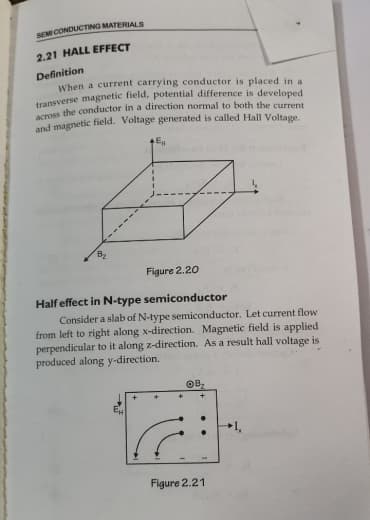 SEMI CONDUCTING MATERIALS
2.21 HALL EFFECT
Definition
When a current carrying conductor is placed in a
transverse magnetic field, potential difference is developed
across the conductor in a direction normal to both the current
and magnetic field. Voltage generated is called Hall Voltage.
E_H
I_x
B_z
Figure 2.20
Half effect in N-type semiconductor
Consider a slab of N-type semiconductor. Let current flow
from left to right along x-direction. Magnetic field is applied
perpendicular to it along z-direction. As a result hall voltage is
produced along y-direction.
⊙B_z
E_H
+ + + +
I_x
Figure 2.21